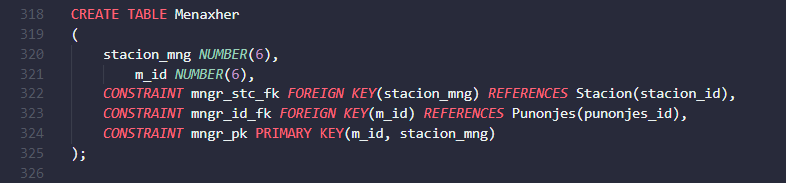 318 CREATE TABLE Menaxher
319 (
320 stacion_mng NUMBER(6),
321 m_id NUMBER(6),
322 CONSTRAINT mngr_stc_fk FOREIGN KEY(stacion_mng) REFERENCES Stacion(stacion_id),
323 CONSTRAINT mngr_id_fk FOREIGN KEY(m_id) REFERENCES Punonjes(punonjes_id),
324 CONSTRAINT mngr_pk PRIMARY KEY(m_id, stacion_mng)
325 );
326